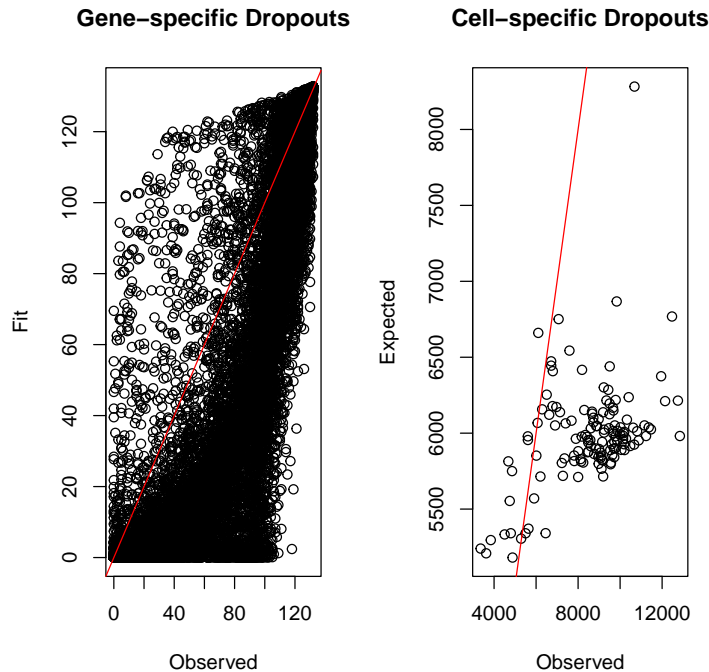 Gene−specific Dropouts
Fit
0 20 40 60 80 100 120
0 40 80 120
Observed
Cell−specific Dropouts
Expected
5500 6000 6500 7000 7500 8000
4000 8000 12000
Observed